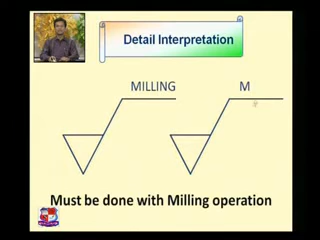 Detail Interpretation
MILLING
M
Must be done with Milling operation